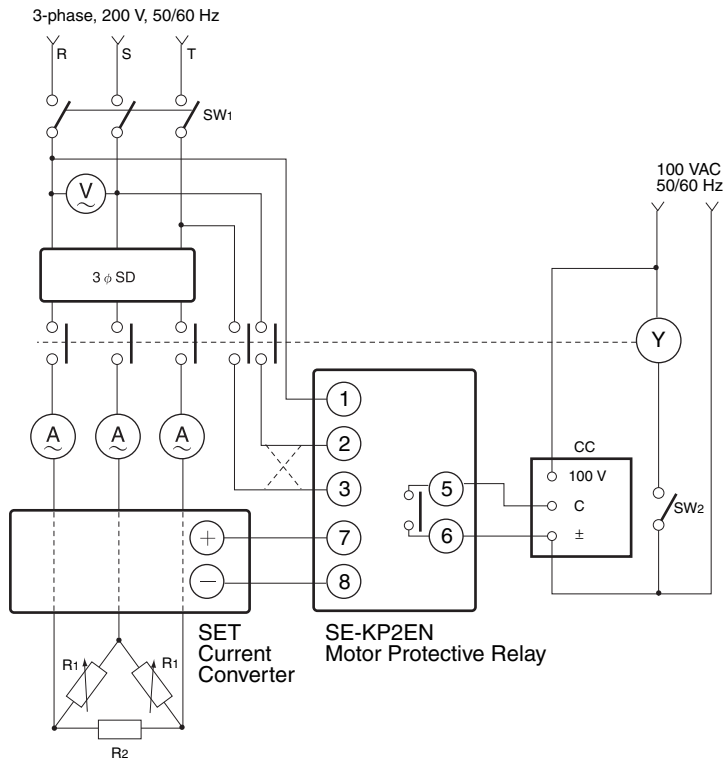 3-phase, 200 V, 50/60 Hz
R
S
T
SW1
100 VAC
50/60 Hz
V
3 φ SD
Y
A
A
A
1
2
3
5
6
7
8
CC
100 V
C
±
SW2
+
−
SET
Current
Converter
SE-KP2EN
Motor Protective Relay
R1
R1
R2